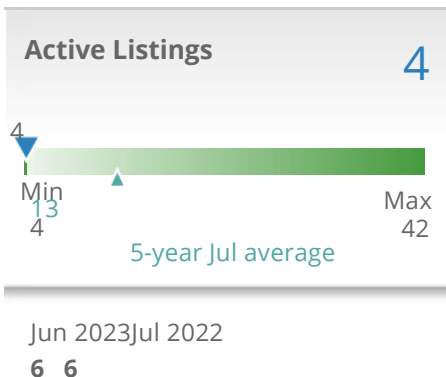 Active Listings 4
4
Min Max
13
4 42
5-year Jul average
Jun 2023Jul 2022
6 6